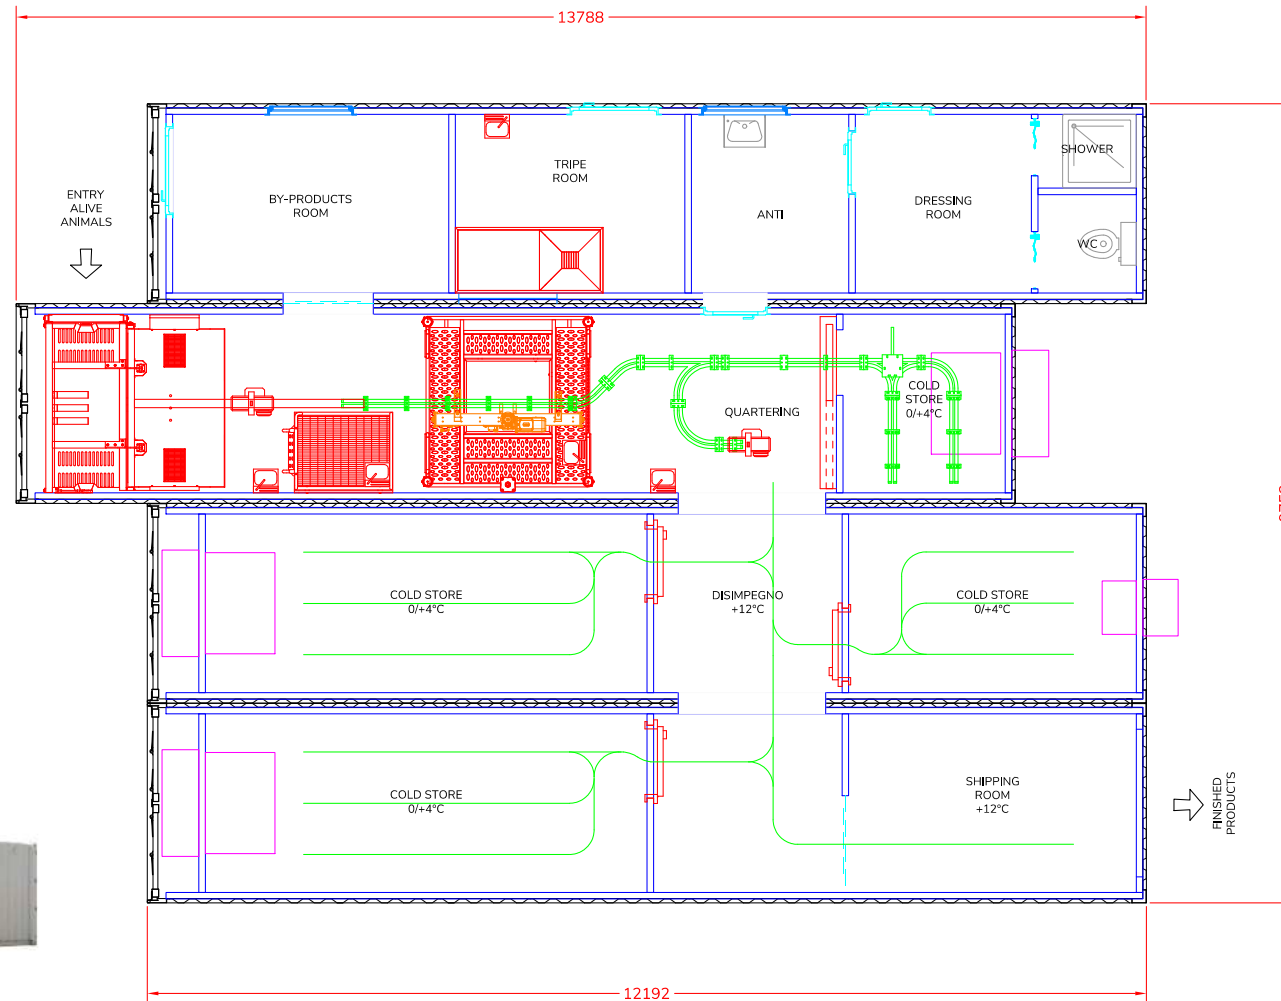 13788
ENTRY
ALIVE
ANIMALS
BY-PRODUCTS
ROOM
TRIPE
ROOM
ANTI
DRESSING
ROOM
SHOWER
WC
QUARTERING
COLD
STORE
0/+4°C
COLD STORE
0/+4°C
DISIMPEGNO
+12°C
COLD STORE
0/+4°C
COLD STORE
0/+4°C
SHIPPING
ROOM
+12°C
FINISHED
PRODUCTS
12192